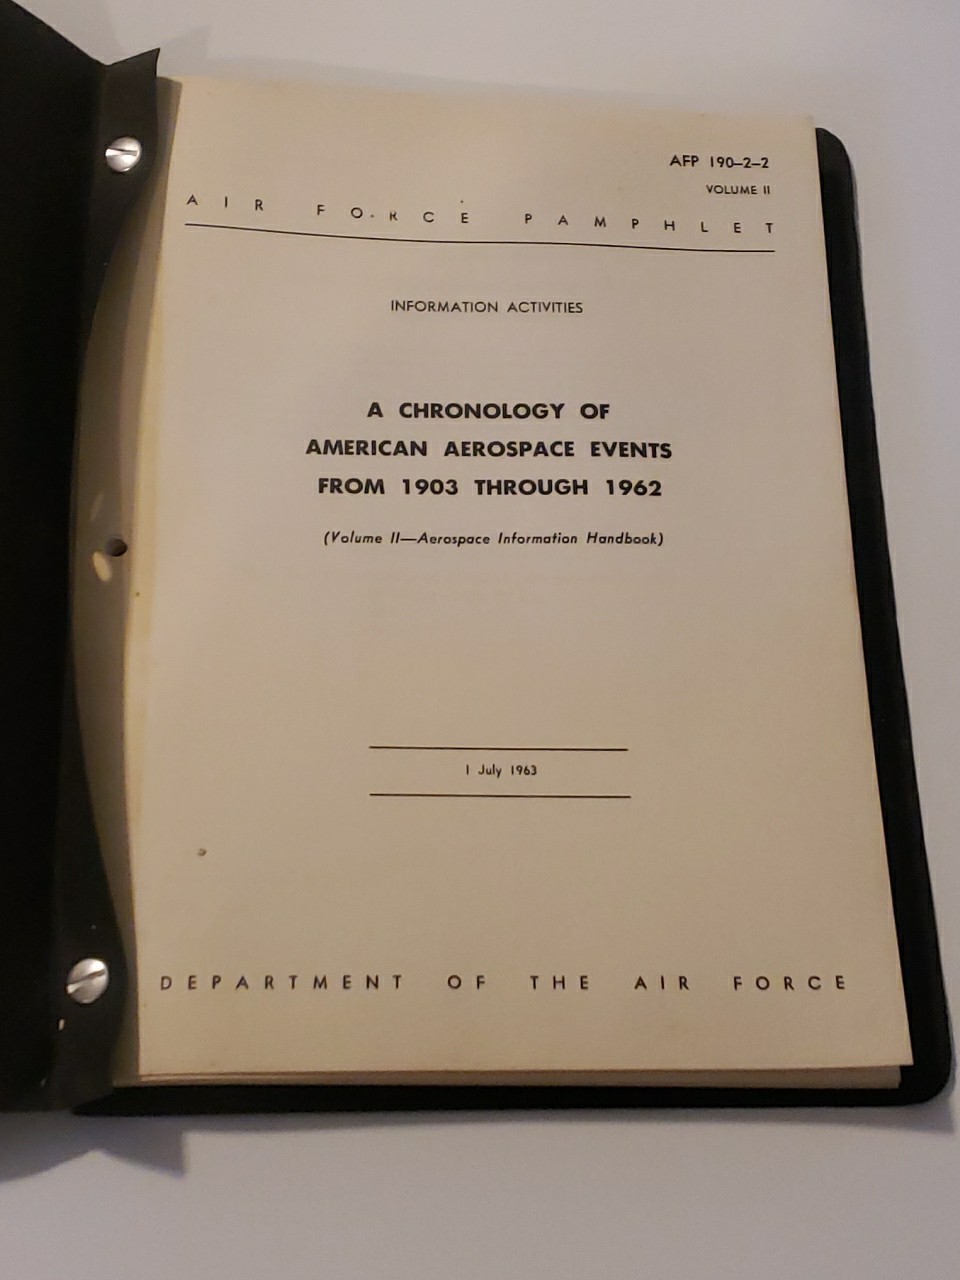 AFP 190–2–2
VOLUME II
AIR FORCE PAMPHLET
INFORMATION ACTIVITIES
A CHRONOLOGY OF
AMERICAN AEROSPACE EVENTS
FROM 1903 THROUGH 1962
(Volume II—Aerospace Information Handbook)
1 July 1963
DEPARTMENT OF THE AIR FORCE